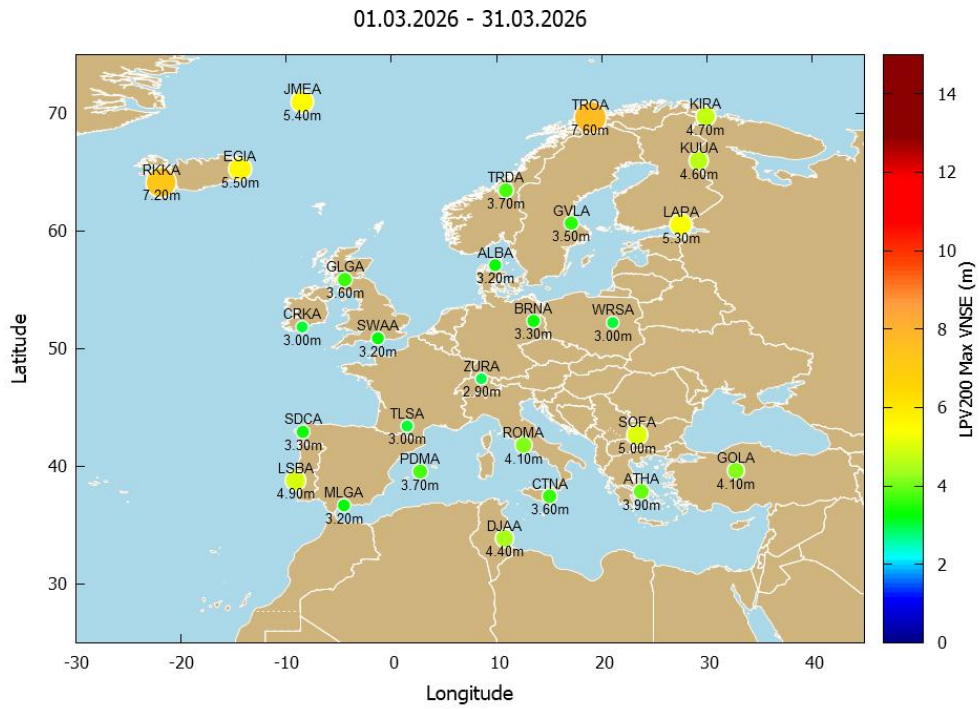 01.03.2026 - 31.03.2026
JMEA
5.40m
TROA
7.60m
KIRA
4.70m
KUUA
4.60m
EGIA
5.50m
RKKA
7.20m
TRDA
3.70m
GVLA
3.50m
LAPA
5.30m
ALBA
3.20m
GLGA
3.60m
CRKA
3.00m
SWAA
3.20m
BRNA
3.30m
WRSA
3.00m
ZURA
2.90m
SDCA
3.30m
TLSA
3.00m
ROMA
4.10m
SOFA
5.00m
LSBA
4.90m
PDMA
3.70m
MLGA
3.20m
CTNA
3.60m
ATHA
3.90m
GOLA
4.10m
DJAA
4.40m
70
60
50
40
30
Latitude
-30
-20
-10
0
10
20
30
40
Longitude
14
12
10
8
6
4
2
0
LPV200 Max VNSE (m)